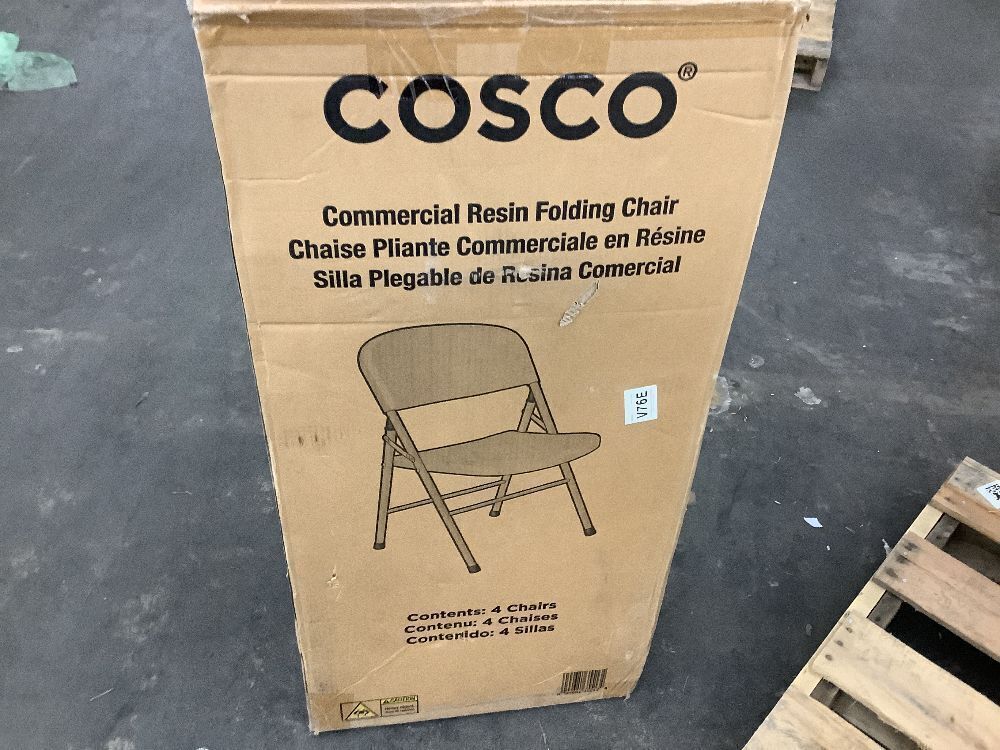 COSCO®
Commercial Resin Folding Chair
Chaise Pliante Commerciale en Résine
Silla Plegable de Resina Comercial
V76E
Contents: 4 Chairs
Contenu: 4 Chaises
Contenido: 4 Sillas
CAUTION